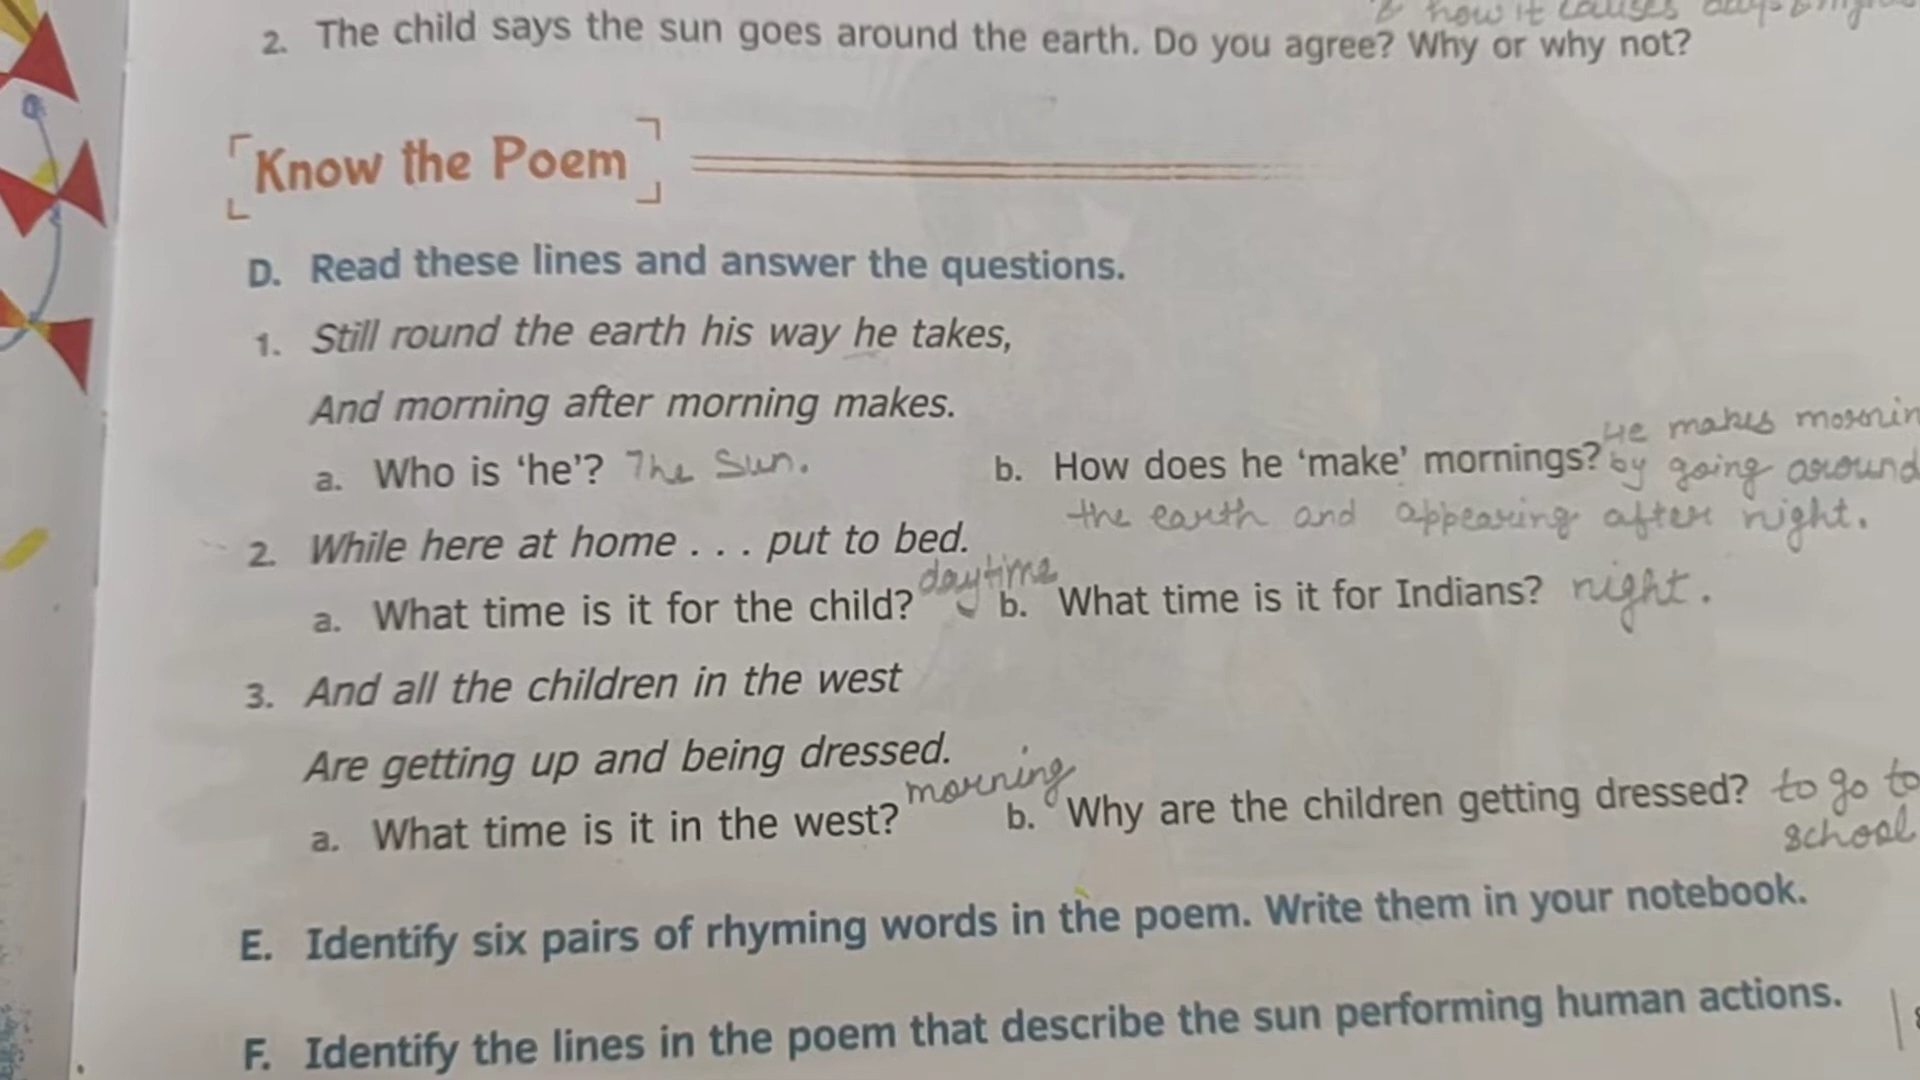 & how it causes days &
2. The child says the sun goes around the earth. Do you agree? Why or why not?
Know the Poem
D. Read these lines and answer the questions.
1. Still round the earth his way he takes,
And morning after morning makes.
a. Who is ‘he’? The Sun. b. How does he ‘make’ mornings? He makes mornin
by going around
the earth and appearing after night.
2. While here at home . . . put to bed.
a. What time is it for the child? daytime b. What time is it for Indians? night.
3. And all the children in the west
Are getting up and being dressed.
a. What time is it in the west? morning b. Why are the children getting dressed? to go to
school
E. Identify six pairs of rhyming words in the poem. Write them in your notebook.
F. Identify the lines in the poem that describe the sun performing human actions.